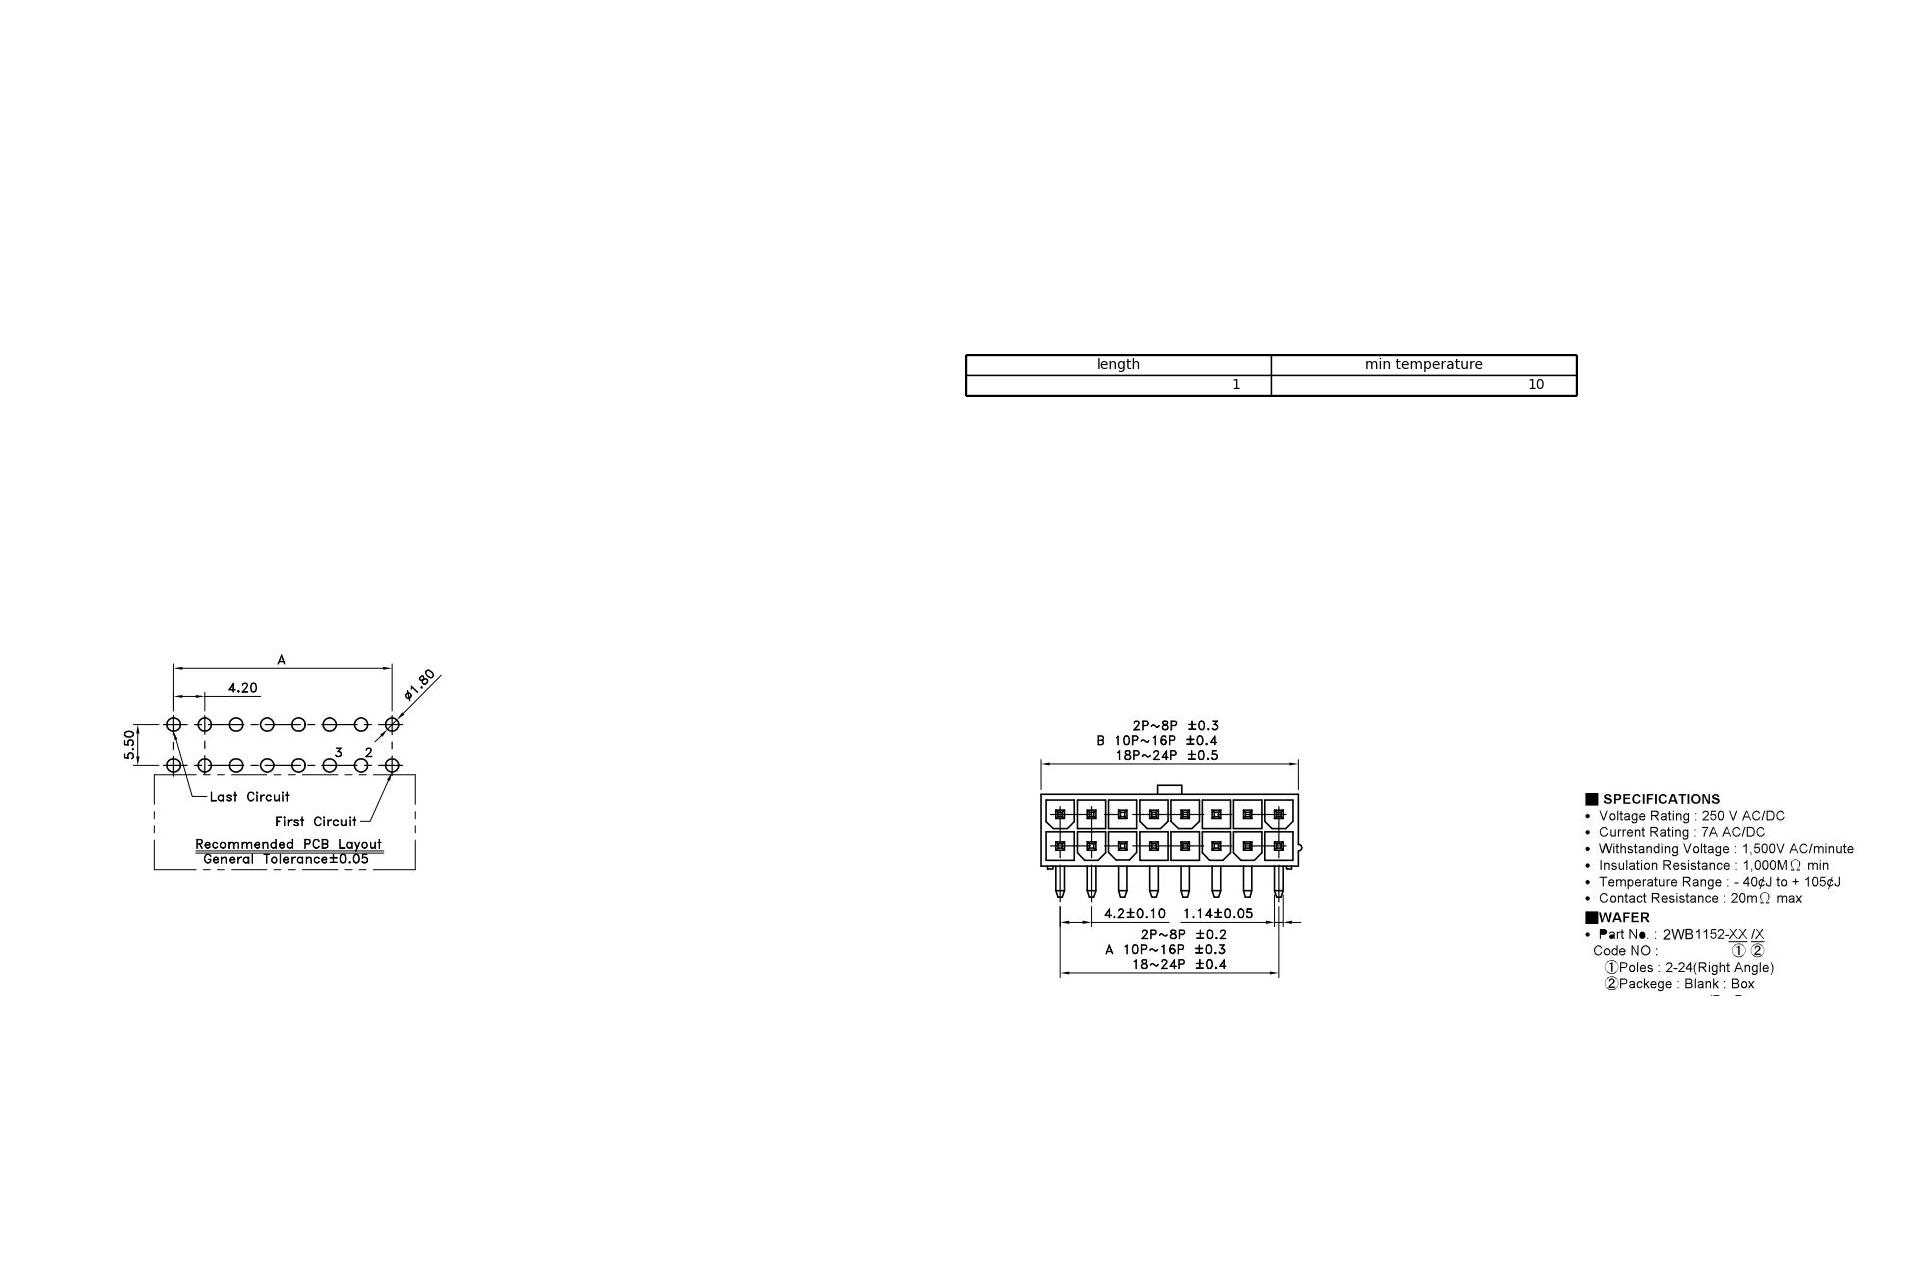 length min temperature
1 10
A
4.20
ø1.80
5.50
3 2
Last Circuit
First Circuit
Recommended PCB Layout
General Tolerance±0.05
2P~8P ±0.3
B 10P~16P ±0.4
18P~24P ±0.5
4.2±0.10 1.14±0.05
2P~8P ±0.2
A 10P~16P ±0.3
18~24P ±0.4
■ SPECIFICATIONS
• Voltage Rating : 250 V AC/DC
• Current Rating : 7A AC/DC
• Withstanding Voltage : 1,500V AC/minute
• Insulation Resistance : 1,000MΩ min
• Temperature Range : - 40¢J to + 105¢J
• Contact Resistance : 20mΩ max
■WAFER
• Part No. : 2WB1152-XX /X
Code NO : ① ②
①Poles : 2-24(Right Angle)
②Packege : Blank : Box